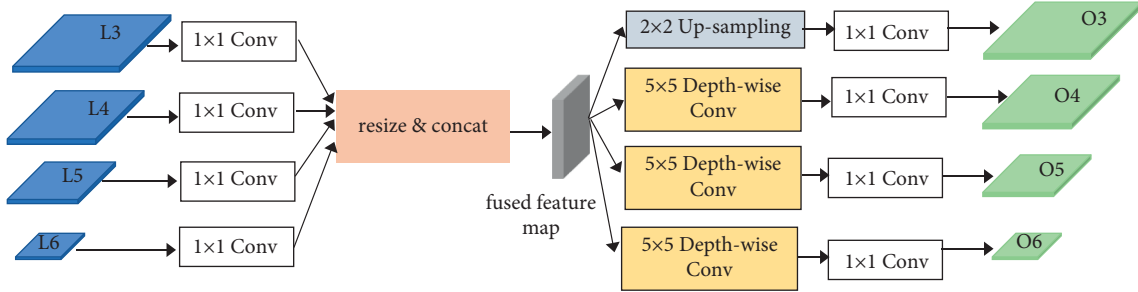 L3
1×1 Conv
L4
1×1 Conv
L5
1×1 Conv
L6
1×1 Conv
resize & concat
fused feature
map
2×2 Up-sampling
1×1 Conv
O3
5×5 Depth-wise
Conv
1×1 Conv
O4
5×5 Depth-wise
Conv
1×1 Conv
O5
5×5 Depth-wise
Conv
1×1 Conv
O6